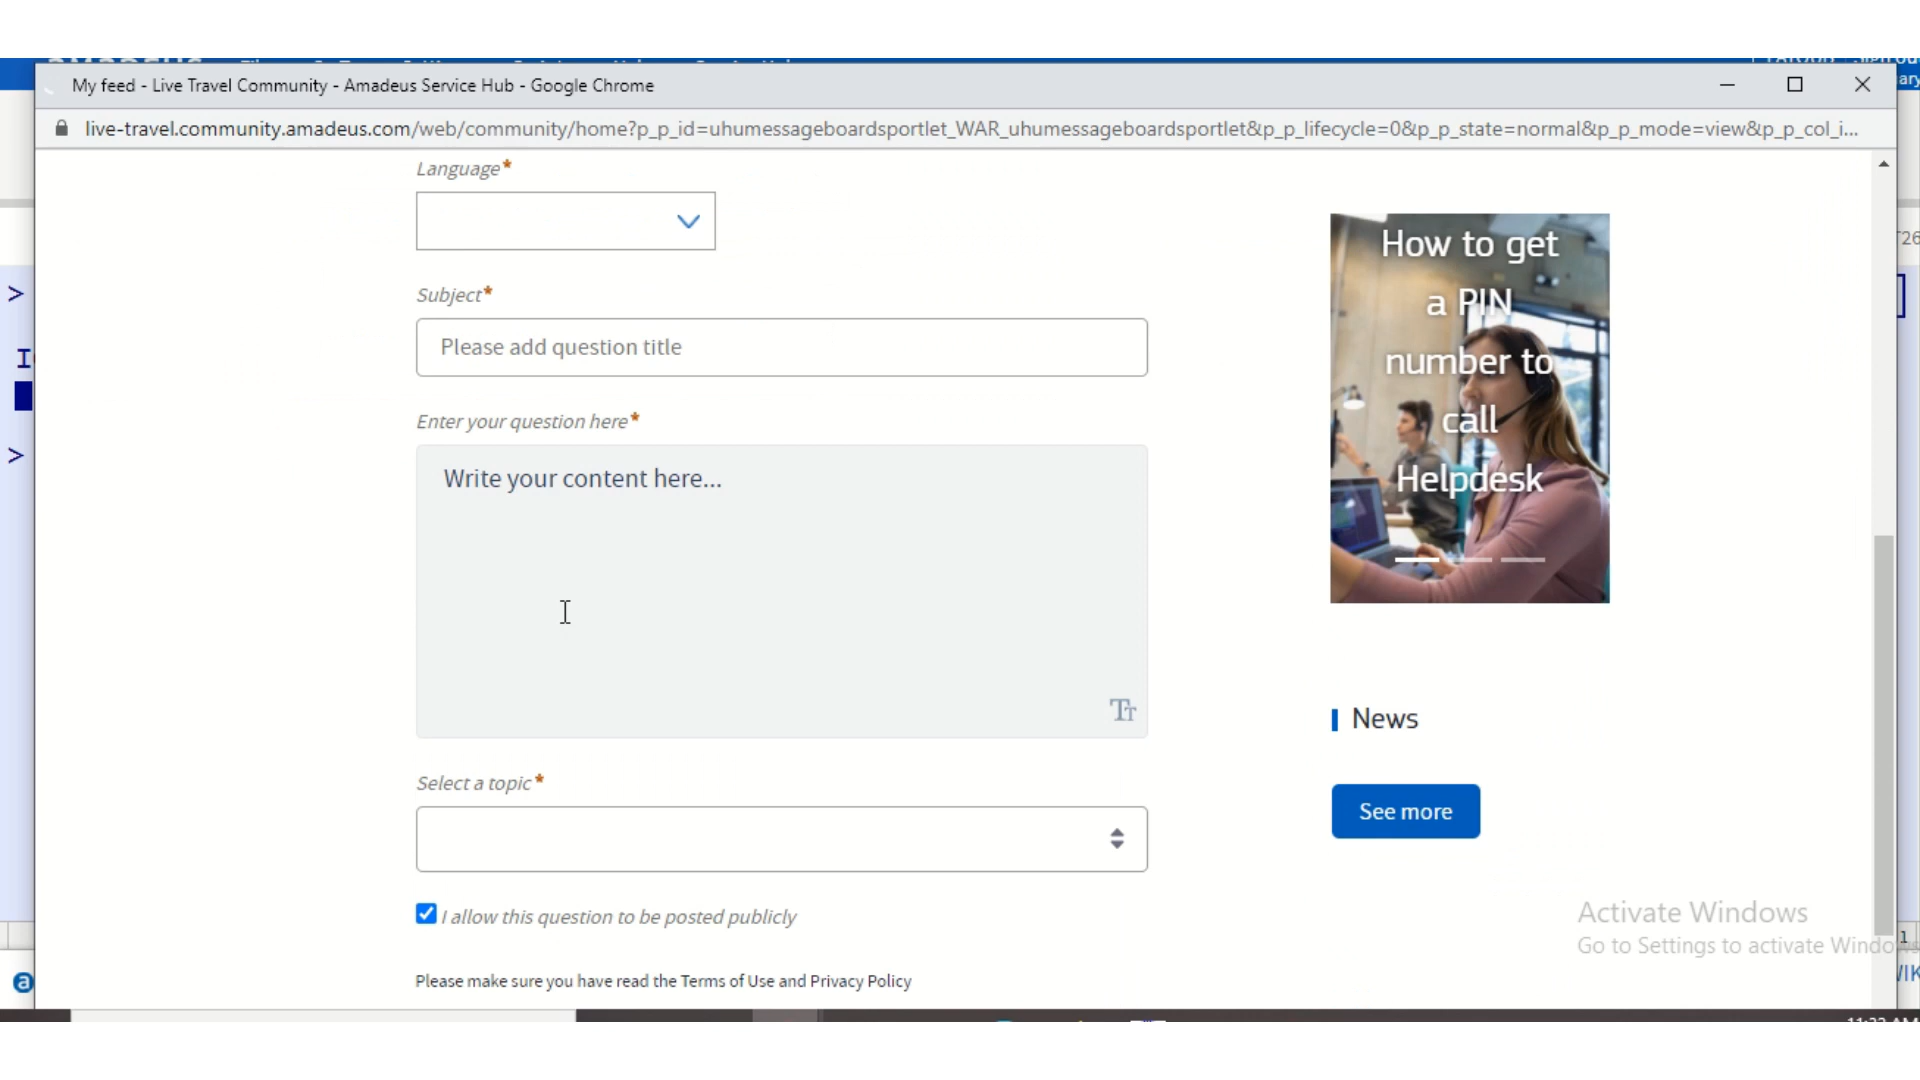 My feed - Live Travel Community - Amadeus Service Hub - Google Chrome
live-travel.community.amadeus.com/web/community/home?p_p_id=uhumessageboardsportlet_WAR_uhumessageboardsportlet&p_p_lifecycle=0&p_p_state=normal&p_p_mode=view&p_p_col_i...
Language*
Subject*
Please add question title
Enter your question here*
Write your content here...
Tт
Select a topic*
I allow this question to be posted publicly
Please make sure you have read the Terms of Use and Privacy Policy
How to get
a PIN
number to
call
Helpdesk
News
See more
Activate Windows
Go to Settings to activate Windows
>
>
a